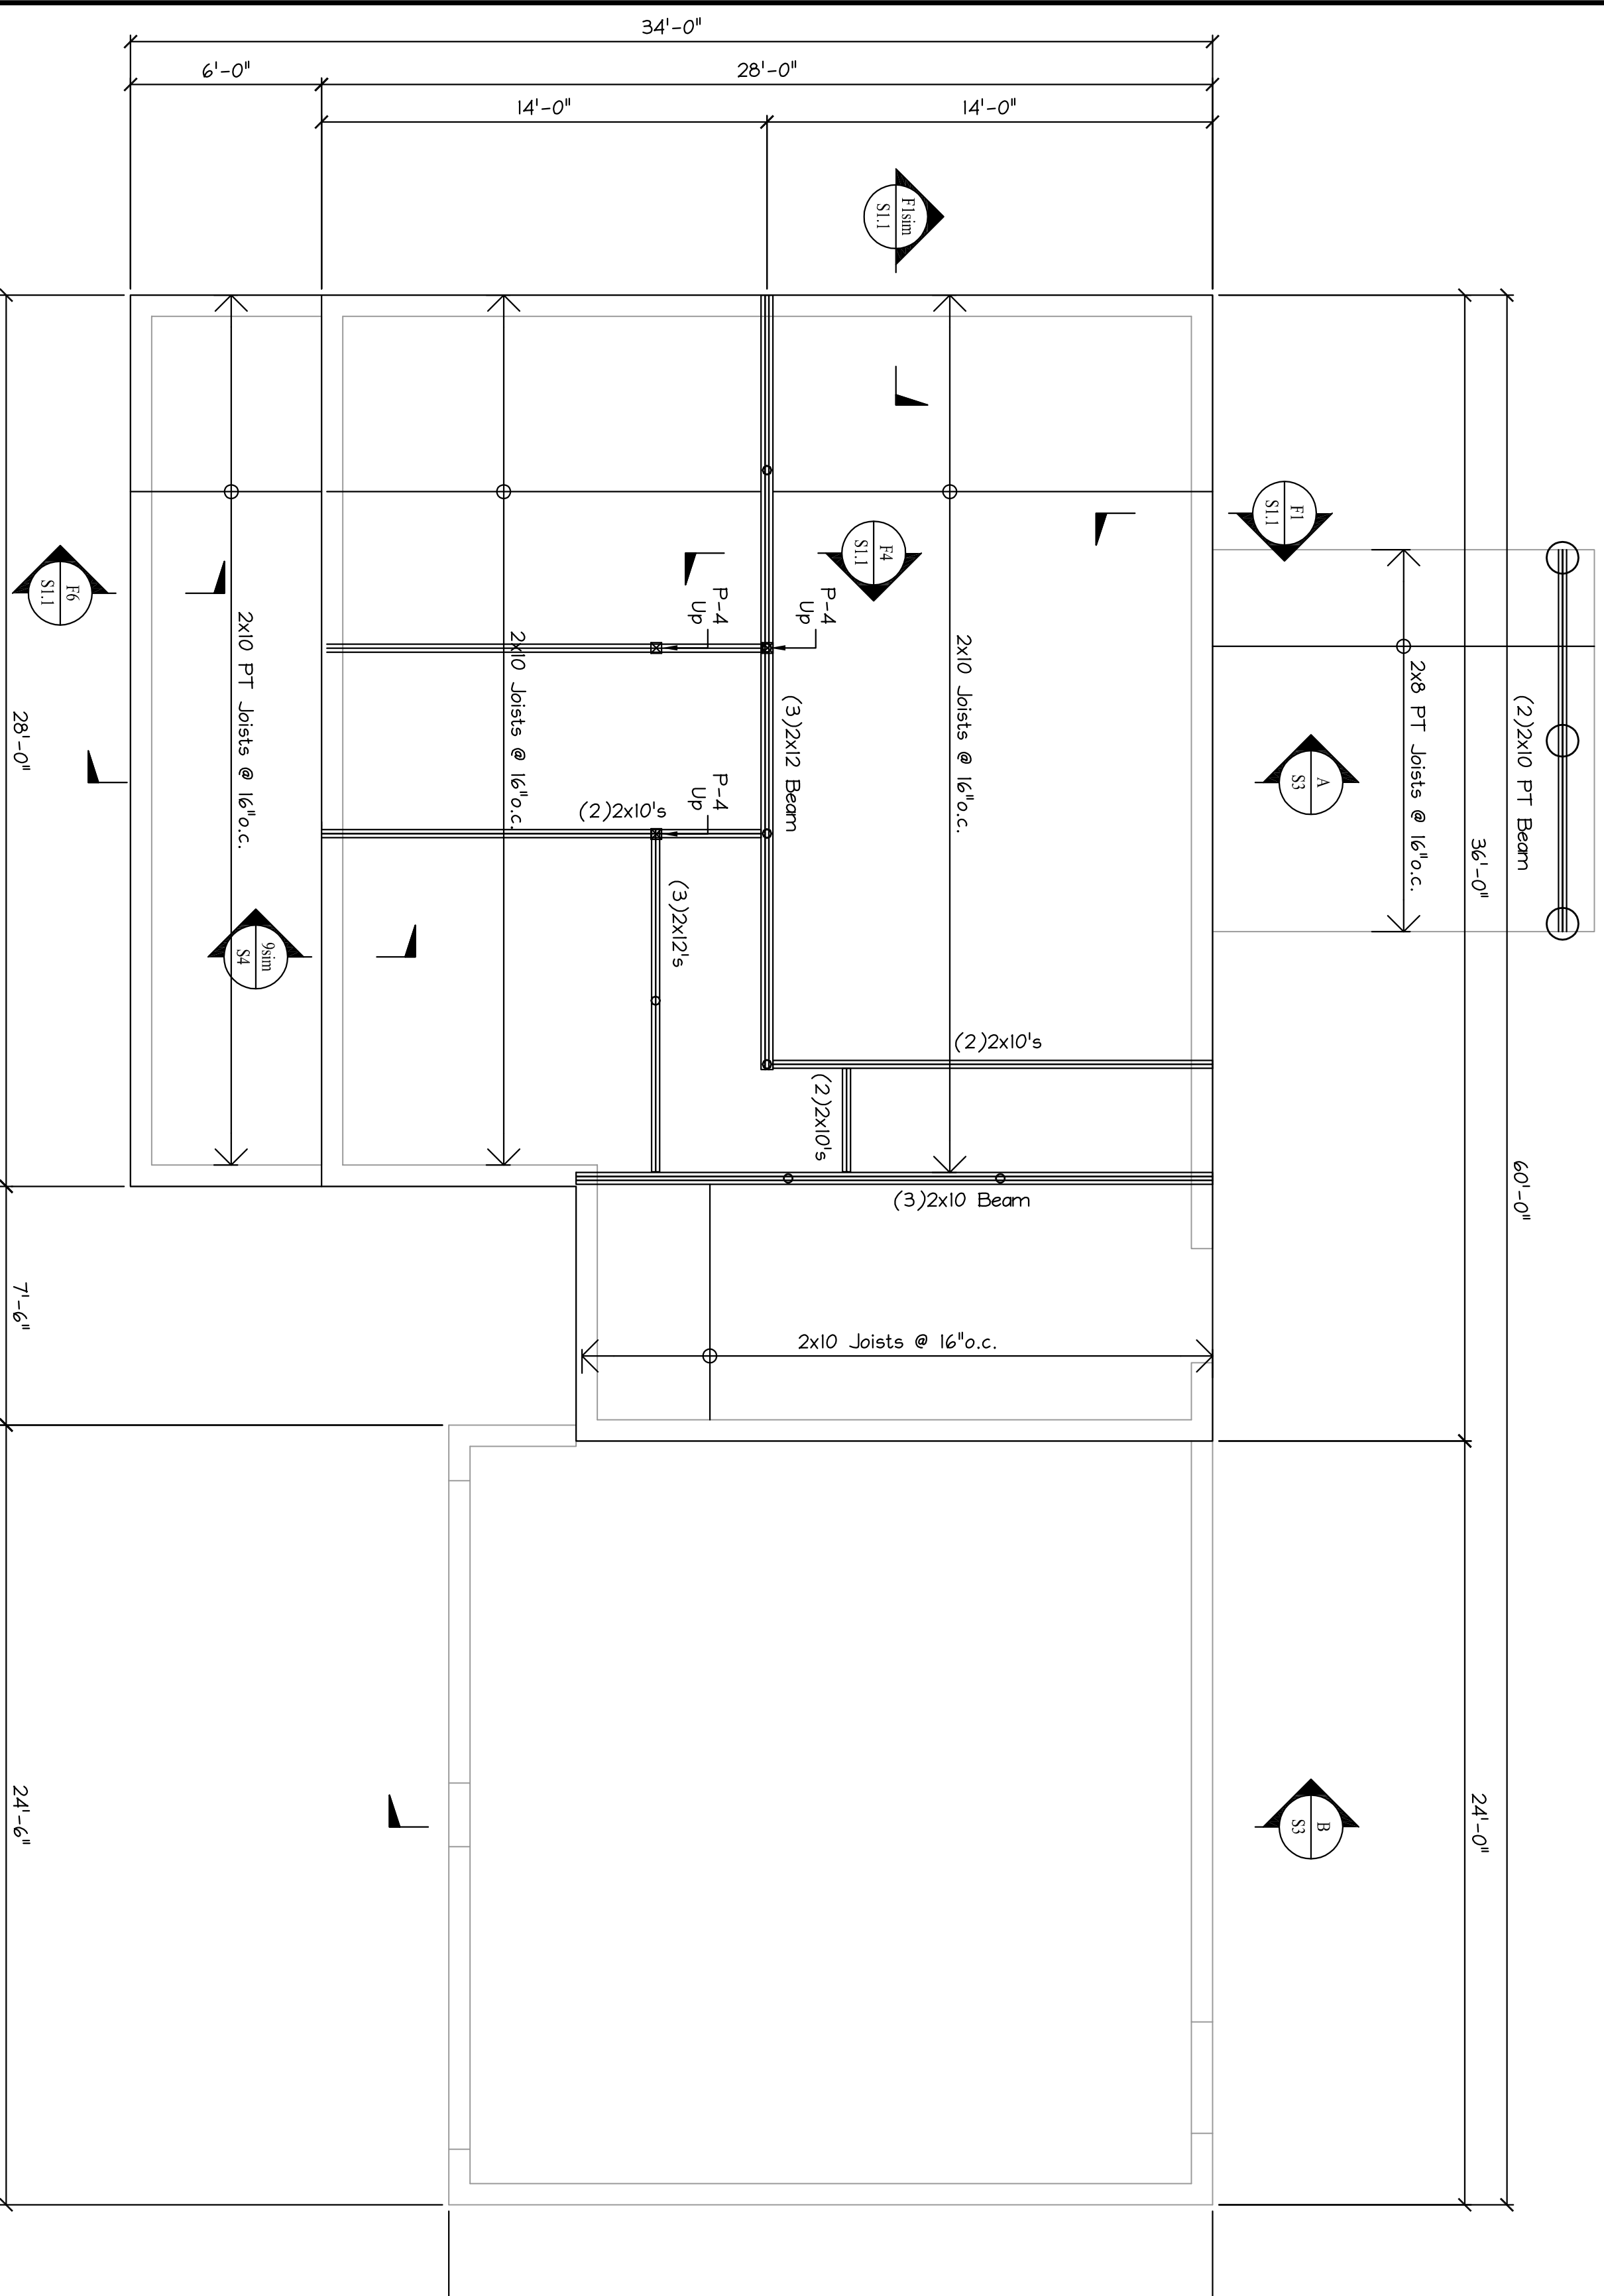 34'-0"
6'-0"
28'-0"
14'-0"
14'-0"
F1sim
S1.1
F1
S1.1
F4
S1.1
F6
S1.1
P-4
Up
P-4
Up
P-4
Up
2x10 PT Joists @ 16"o.c.
2x10 Joists @ 16"o.c.
2x10 Joists @ 16"o.c.
2x8 PT Joists @ 16"o.c.
(2)2x10 PT Beam
(3)2x12 Beam
A
S3
28'-0"
36'-0"
(2)2x10's
(3)2x12's
9sim
S4
(2)2x10's
(2)2x10's
(3)2x10 Beam
60'-0"
7'-6"
2x10 Joists @ 16"o.c.
24'-6"
24'-0"
B
S3